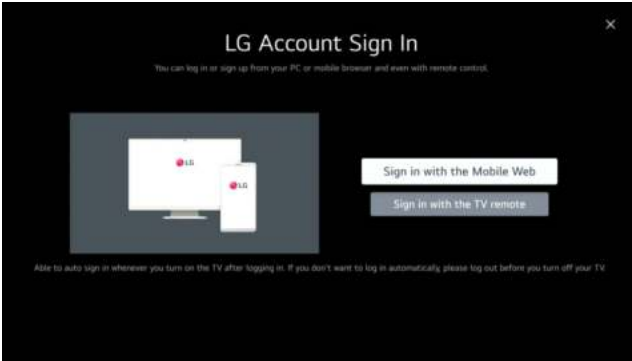 LG Account Sign In
You can log in or sign up from your PC or mobile browser and even with remote control.
LG
LG
Sign in with the Mobile Web
Sign in with the TV remote
Able to auto sign in whenever you turn on the TV after logging in. If you don't want to log in automatically, please log out before you turn off your TV.